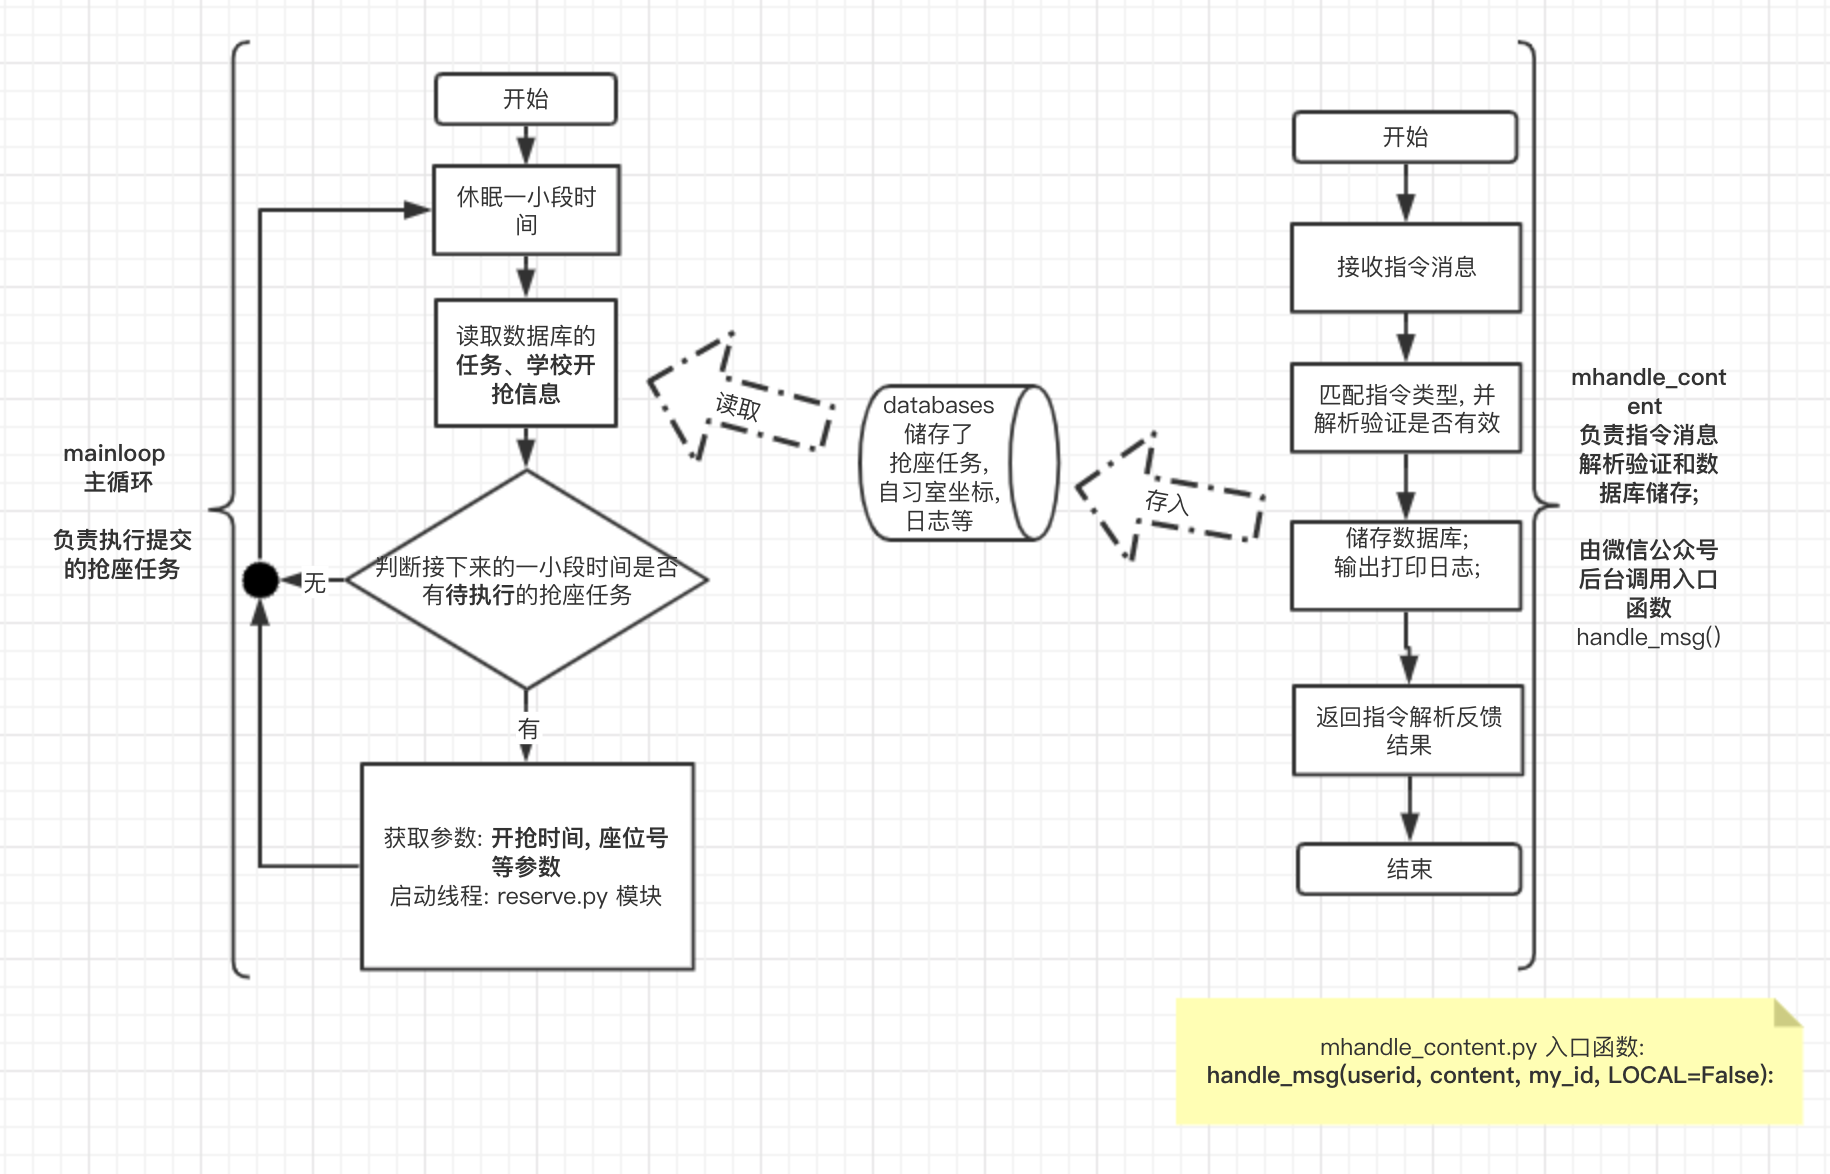 mainloop
主循环
负责执行提交
的抢座任务
开始
休眠一小段时
间
读取数据库的
任务、学校开
抢信息
判断接下来的一小段时间是否
有待执行的抢座任务
无
有
获取参数: 开抢时间, 座位号
等参数
启动线程: reserve.py 模块
读取
databases
储存了
抢座任务,
自习室坐标,
日志等
存入
开始
接收指令消息
匹配指令类型, 并
解析验证是否有效
储存数据库;
输出打印日志;
返回指令解析反馈
结果
结束
mhandle_cont
ent
负责指令消息
解析验证和数
据库储存;
由微信公众号
后台调用入口
函数
handle_msg()
mhandle_content.py 入口函数:
handle_msg(userid, content, my_id, LOCAL=False):